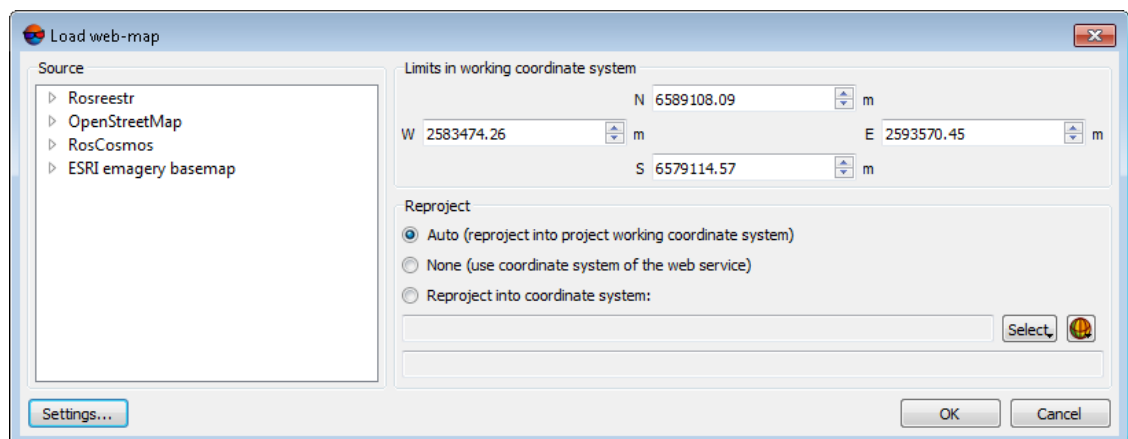 Load web-map
Source
Rosreestr
OpenStreetMap
RosCosmos
ESRI emagery basemap
Limits in working coordinate system
N 6589108.09 m
W 2583474.26 m E 2593570.45 m
S 6579114.57 m
Reproject
Auto (reproject into project working coordinate system)
None (use coordinate system of the web service)
Reproject into coordinate system:
Select
Settings... OK Cancel